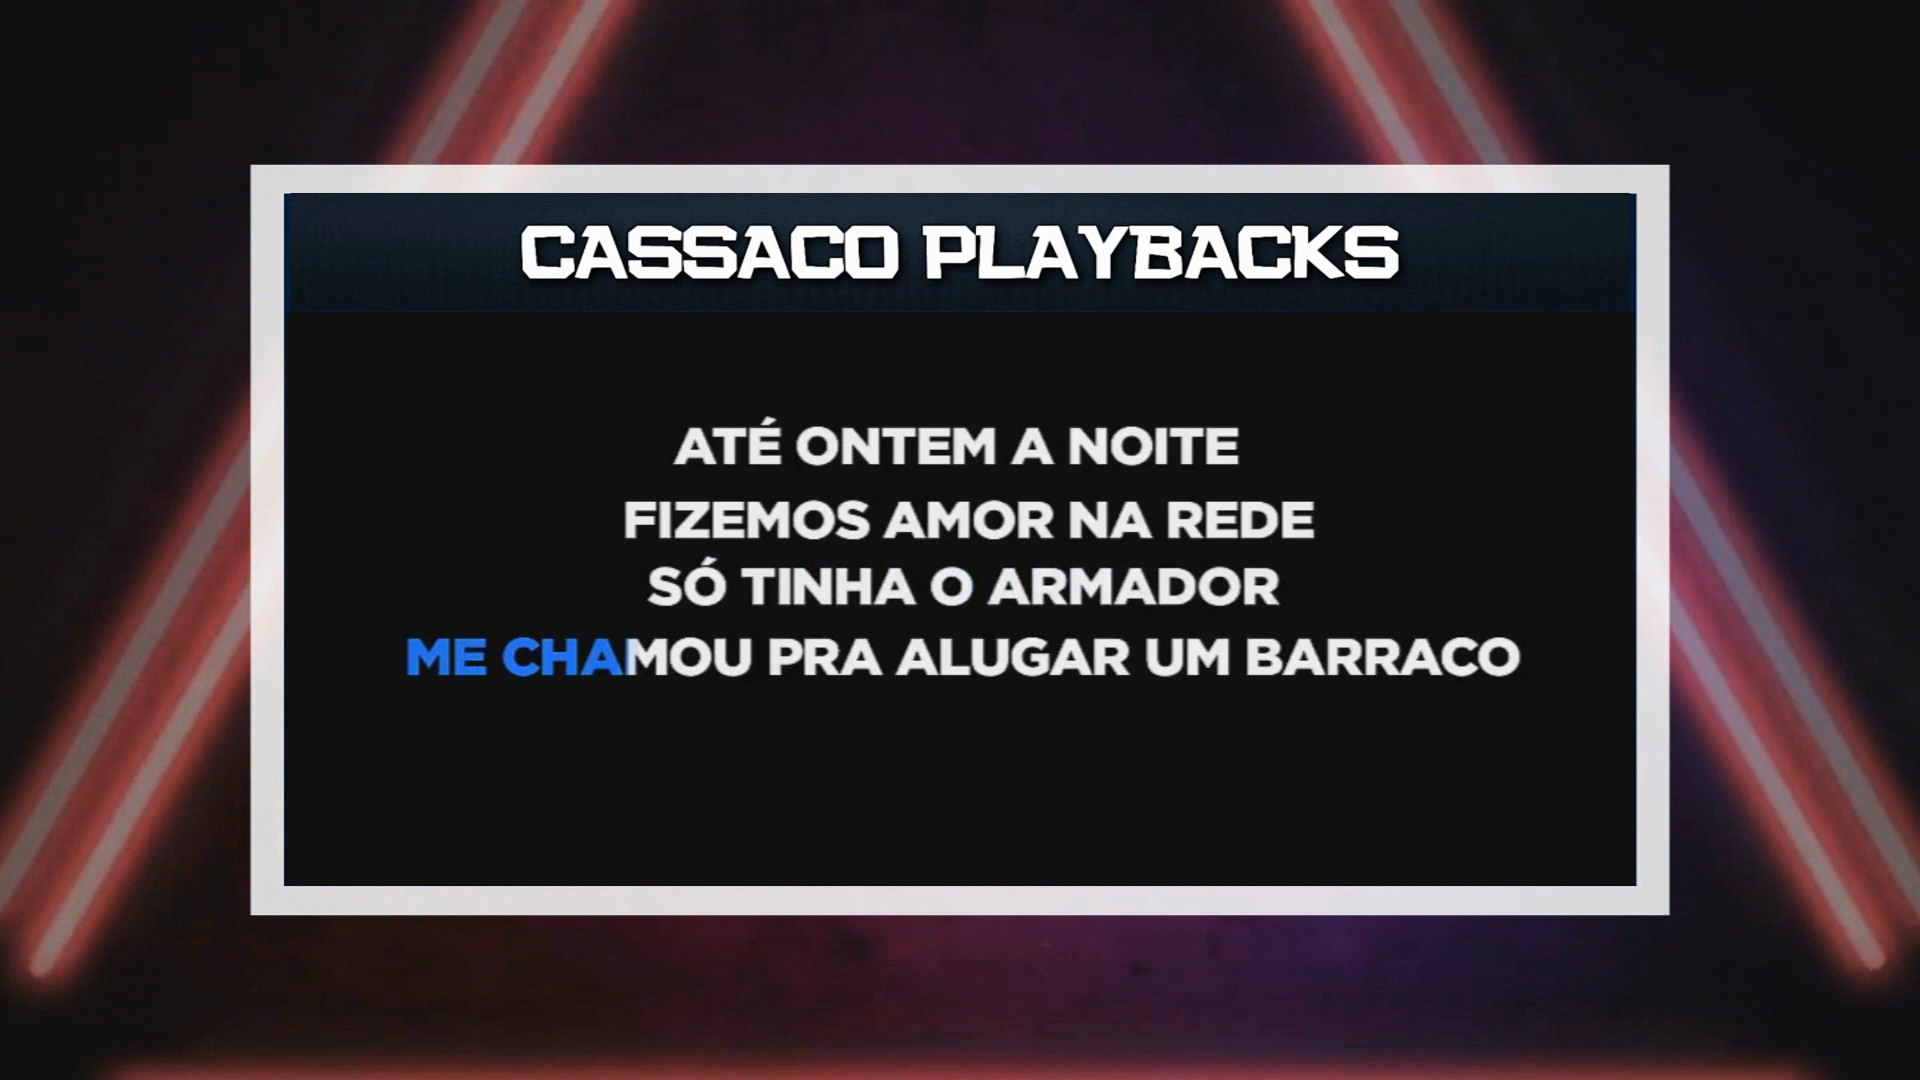 CASSACO PLAYBACKS
ATÉ ONTEM A NOITE
FIZEMOS AMOR NA REDE
SÓ TINHA O ARMADOR
ME CHAMOU PRA ALUGAR UM BARRACO